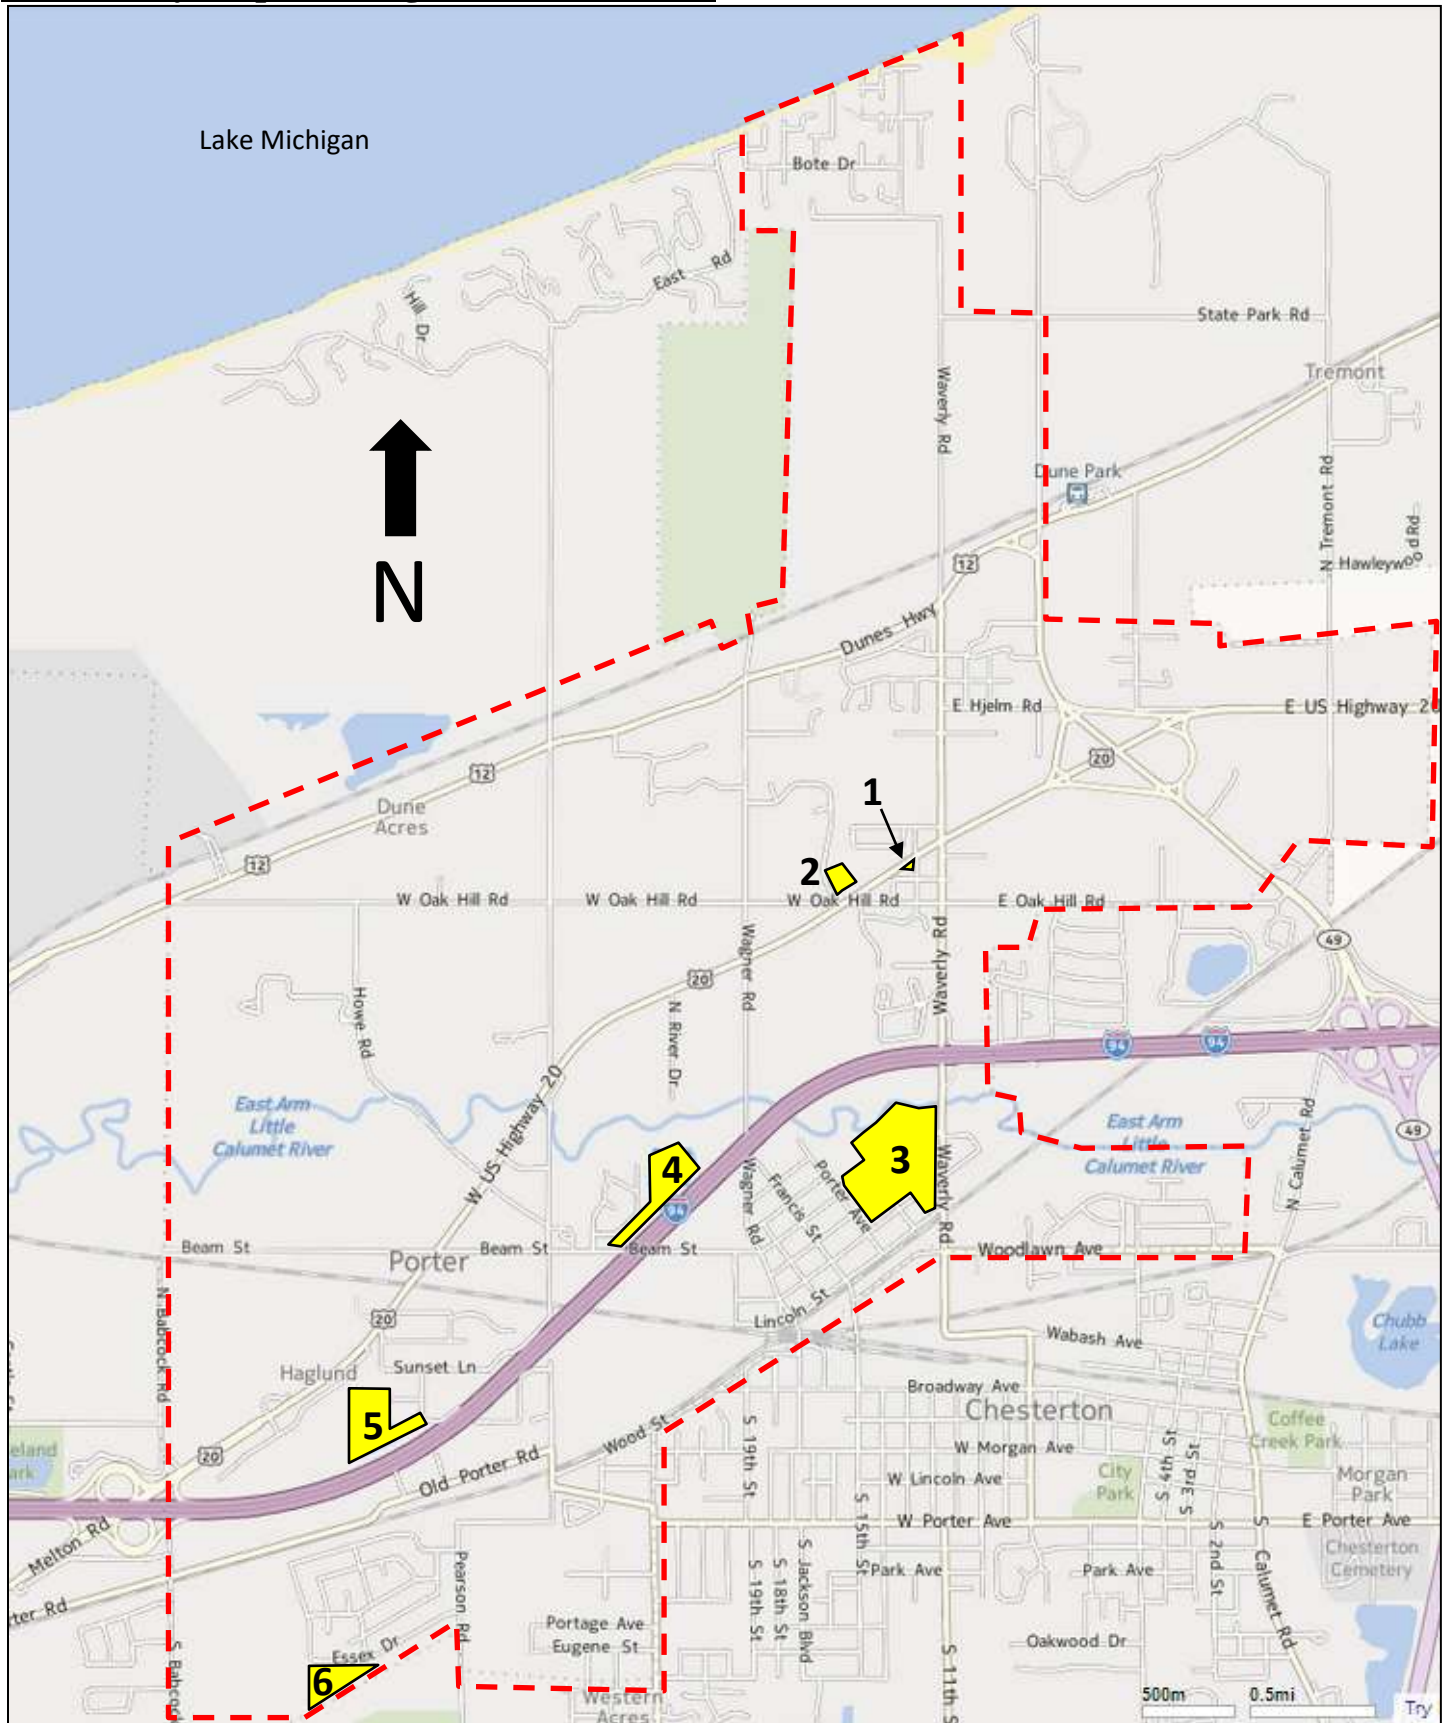 Lake Michigan
Bote Dr
East Rd
Hill Dr
State Park Rd
Tremont
Waverly Rd
Dune Park
N Tremont Rd
Hawleywood Rd
N
12
Dunes Hwy
E Hjelm Rd
E US Highway 20
20
12
Dune
Acres
1
2
12
W Oak Hill Rd
W Oak Hill Rd
W Oak Hill Rd
E Oak Hill Rd
Wagner Rd
Waverly Rd
49
20
Howe Rd
N River Dr
94
94
W US Highway 20
East Arm
Little
Calumet River
East Arm
Little
Calumet River
N Calumet Rd
49
3
4
Porter Ave
Francis St
Wagner Rd
Waverly Rd
94
Beam St
Beam St
Beam St
Porter
Woodlawn Ave
N Babcock Rd
20
Lincoln St
Wabash Ave
Chubb
Lake
Haglund
Sunset Ln
Broadway Ave
Chesterton
5
Coffee
Creek Park
Wood St
S 19th St
W Morgan Ave
S 4th St
S 3rd St
eland
ark
20
Old Porter Rd
W Lincoln Ave
City
Park
Morgan
Park
S 15th St
W Porter Ave
E Porter Ave
Melton Rd
S 2nd St
S Calumet Rd
Chesterton
Cemetery
Pearson Rd
S 19th St
S 18th St
S Jackson Blvd
Park Ave
Park Ave
ter Rd
Portage Ave
Eugene St
Essex Dr
Oakwood Dr
S Babcock
6
S 11th S
Western
Acres
500m
0.5mi
Try